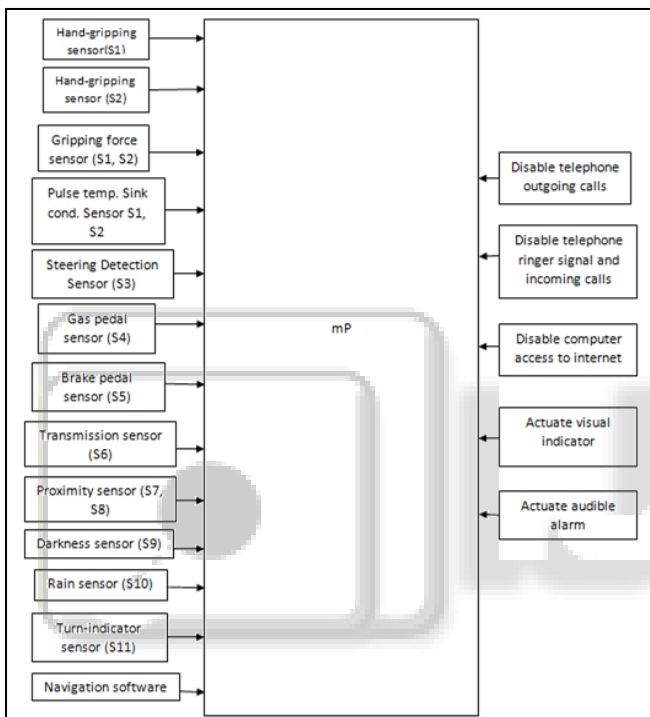 Hand-gripping
sensor(S1)
Hand-gripping
sensor (S2)
Gripping force
sensor (S1, S2)
Pulse temp. Sink
cond. Sensor S1,
S2
Steering Detection
Sensor (S3)
Gas pedal
sensor (S4)
Brake pedal
sensor (S5)
Transmission sensor
(S6)
Proximity sensor (S7,
S8)
Darkness sensor (S9)
Rain sensor (S10)
Turn-indicator
sensor (S11)
Navigation software
mP
Disable telephone
outgoing calls
Disable telephone
ringer signal and
incoming calls
Disable computer
access to internet
Actuate visual
indicator
Actuate audible
alarm